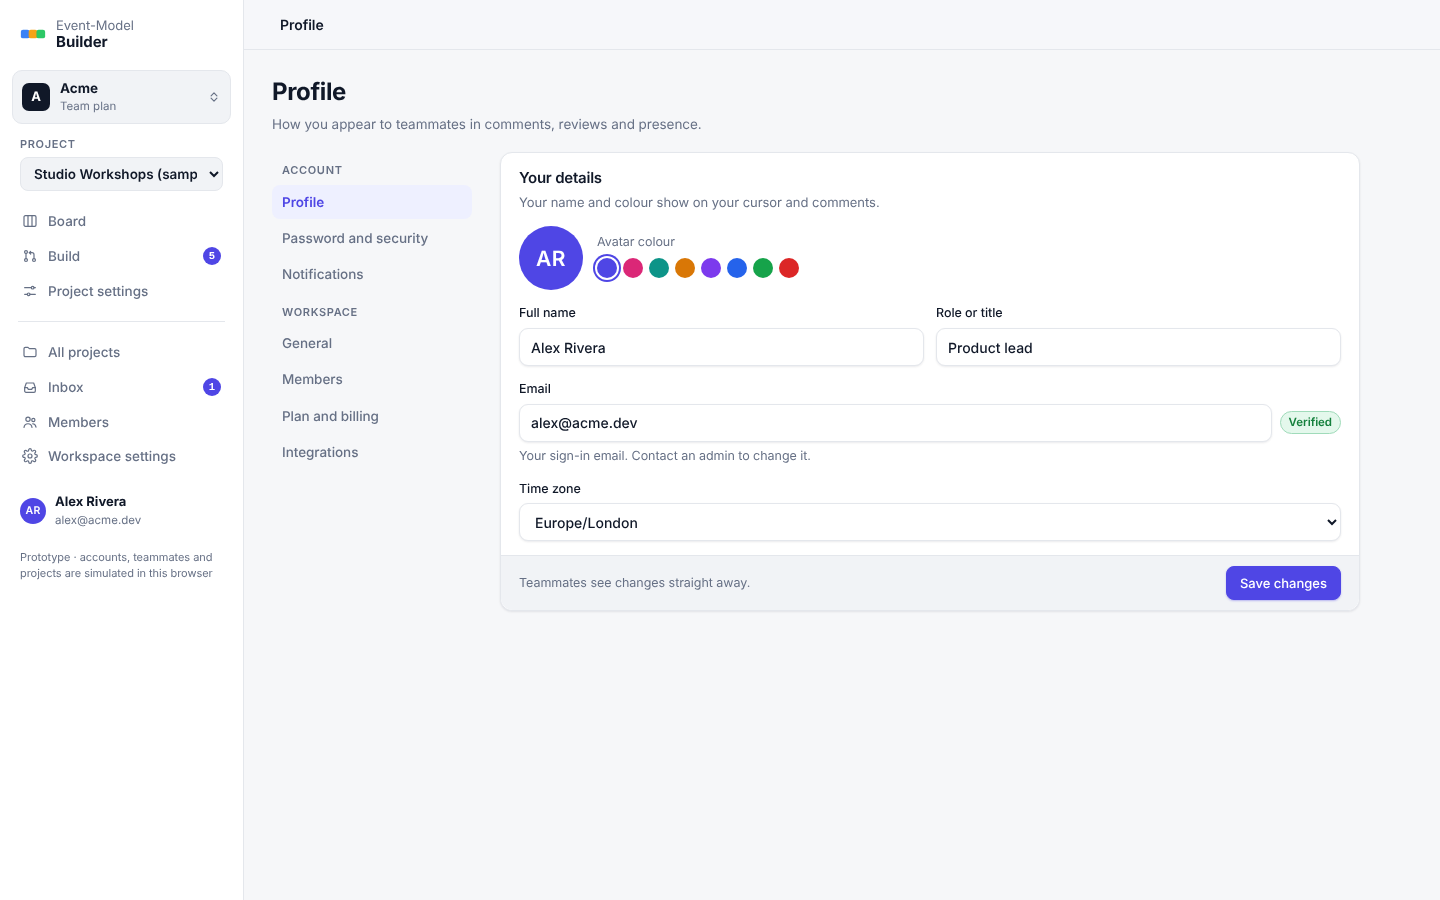 Event-Model
Builder
A
Acme
Team plan
PROJECT
Studio Workshops (samp
Board
Build
5
Project settings
All projects
Inbox
1
Members
Workspace settings
AR
Alex Rivera
alex@acme.dev
Prototype · accounts, teammates and
projects are simulated in this browser
Profile
Profile
How you appear to teammates in comments, reviews and presence.
ACCOUNT
Profile
Password and security
Notifications
WORKSPACE
General
Members
Plan and billing
Integrations
Your details
Your name and colour show on your cursor and comments.
AR
Avatar colour
Full name
Alex Rivera
Role or title
Product lead
Email
alex@acme.dev
Verified
Your sign-in email. Contact an admin to change it.
Time zone
Europe/London
Teammates see changes straight away.
Save changes